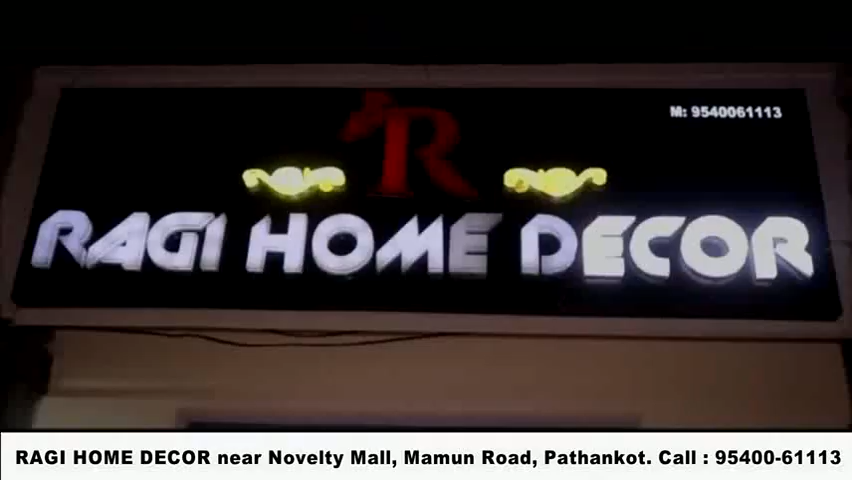 M: 9540061113
R
RAGI HOME DECOR
RAGI HOME DECOR near Novelty Mall, Mamun Road, Pathankot. Call : 95400-61113